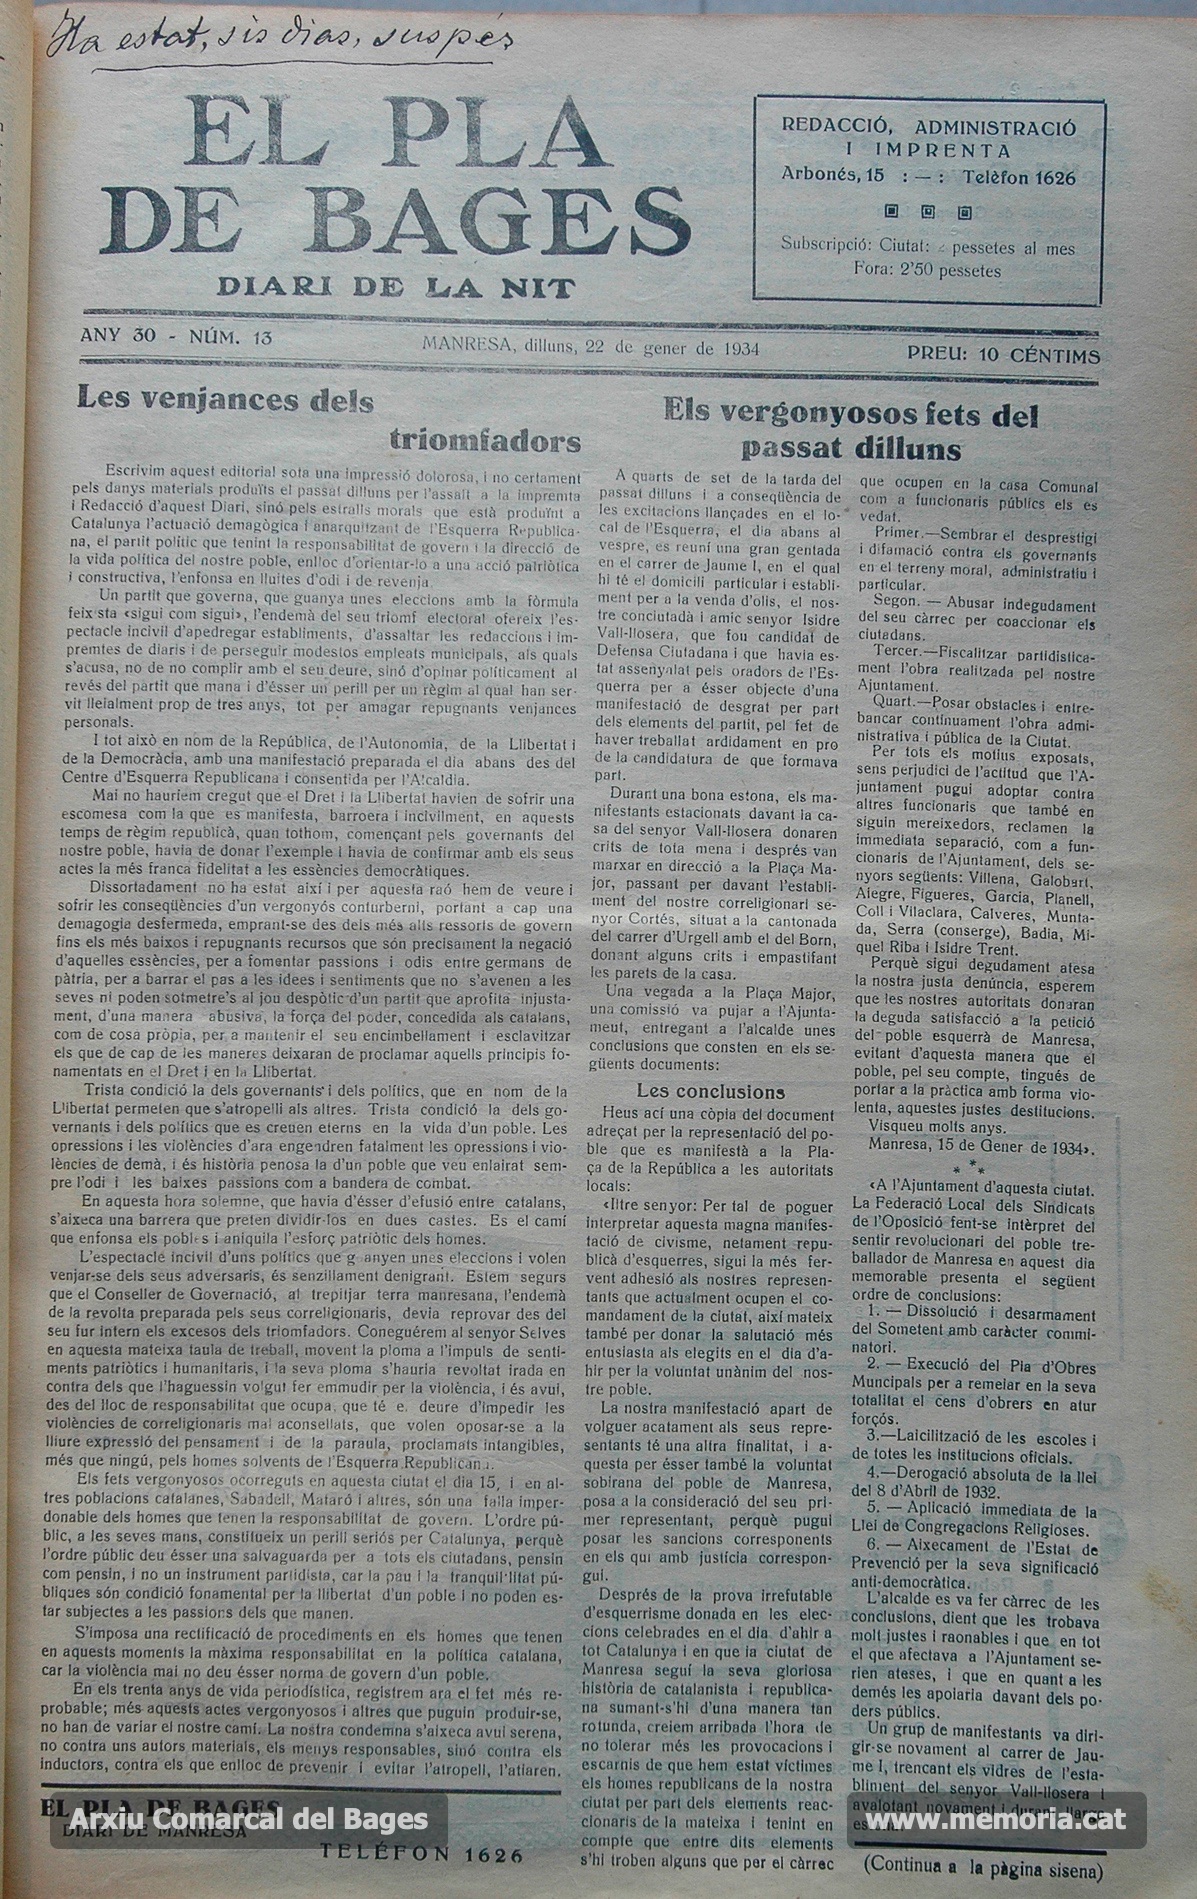 Ha estat, sis dias, suspés
EL PLA
DE BAGES
DIARI DE LA NIT
REDACCIÓ, ADMINISTRACIÓ
I IMPRENTA
Arbonés, 15 :—: Telèfon 1626
Subscripció: Ciutat: pessetes al mes
Fora: 2'50 pessetes
ANY 30 - NÚM. 13
MANRESA, dilluns, 22 de gener de 1934
PREU: 10 CÉNTIMS
Les venjances dels
triomfadors
Escrivim aquest editorial sota una impressió dolorosa, i no certament
pels danys materials produïts el passat dilluns per l'assalt a la Impremta
i Redacció d'aquest Diari, sinó pels estralls morals que està produïnt a
Catalunya l'actuació demagògica i anarquitzant de l'Esquerra Republica-
na, el partit polític que tenint la responsabilitat de govern i la direcció de
la vida política del nostre poble, enlloc d'orientar-lo a una acció patriòtica
i constructiva, l'enfonsa en lluites d'odi i de revenja.
Un partit que governa, que guanya unes eleccions amb la fòrmula
feixista «sigui com sigui», l'endemà del seu triomf electoral ofereix l'es-
pectacle incivil d'apedregar establiments, d'assaltar les redaccions i im-
premtes de diaris i de perseguir modestos empleats municipals, als quals
s'acusa, no de no complir amb el seu deure, sinó d'opinar políticament al
revés del partit que mana i d'ésser un perill per un règim al qual han ser-
vit llelalment prop de tres anys, tot per amagar repugnants venjances
personals.
I tot això en nom de la República, de l'Autonomia, de la Llibertat i
de la Democràcia, amb una manifestació preparada el dia abans des del
Centre d'Esquerra Republicana i consentida per l'Alcaldia.
Mai no hauríem cregut que el Dret i la Llibertat havien de sofrir una
escomesa com la que es manifesta, barroera i incivilment, en aquests
temps de règim republicà, quan tothom, començant pels governants del
nostre poble, havia de donar l'exemple i havia de confirmar amb els seus
actes la més franca fidelitat a les essències democràtiques.
Dissortadament no ha estat així i per aquesta raó hem de veure i
sofrir les conseqüències d'un vergonyós conturberni, portant a cap una
demagogia desfermeda, emprant-se des dels més alts ressorts de govern
fins els més baixos i repugnants recursos que són precisament la negació
d'aquelles essències, per a fomentar passions i odis entre germans de
pàtria, per a barrar el pas a les idees i sentiments que no s'avenen a les
seves ni poden sotmetre's al jou despòtic d'un partit que aprofita injusta-
ment, d'una manera abusiva, la força del poder, concedida als catalans,
com de cosa pròpia, per a mantenir el seu encimbellament i esclavitzar
els que de cap de les maneres deixaran de proclamar aquells principis fo-
namentats en el Dret i en la Llibertat.
Trista condició la dels governants i dels polítics, que en nom de la
Llibertat permeten que s'atropelli als altres. Trista condició la dels go-
vernants i dels polítics que es creuen eterns en la vida d'un poble. Les
opressions i les violències d'ara engendren fatalment les opressions i vio-
lències de demà, i és història penosa la d'un poble que veu enlairat sem-
pre l'odi i les baixes passions com a bandera de combat.
En aquesta hora solemne, que havia d'ésser d'efusió entre catalans,
s'aixeca una barrera que preten dividir-los en dues castes. Es el camí
que enfonsa els pobles i aniquila l'esforç patriòtic dels homes.
L'espectacle incivil d'uns polítics que g anyen unes eleccions i volen
venjar-se dels seus adversaris, és senzillament denigrant. Estem segurs
que el Conseller de Governació, al trepitjar terra manresana, l'endemà
de la revolta preparada pels seus correligionaris, devia reprovar des del
seu fur intern els excesos dels triomfadors. Coneguérem al senyor Selves
en aquesta mateixa taula de treball, movent la ploma a l'impuls de senti-
ments patriòtics i humanitaris, i la seva ploma s'hauria revoltat irada en
contra dels que l'haguessin volgut fer emmudir per la violència, i és avui,
des del lloc de responsabilitat que ocupa, que té e. deure d'impedir les
violències de correligionaris mal aconsellats, que volen oposar-se a la
lliure expressió del pensament i de la paraula, proclamats intangibles,
més que ningú, pels homes solvents de l'Esquerra Republicana.
Els fets vergonyosos ocorreguts en aquesta ciutat el dia 15, i en al-
tres poblacions catalanes, Sabadell, Mataró i altres, són una falla imper-
donable dels homes que tenen la responsabilitat de govern. L'ordre pú-
blic, a les seves mans, constitueix un perill seriós per Catalunya, perquè
l'ordre públic deu ésser una salvaguarda per a tots els ciutadans, pensin
com pensin, i no un instrument partidista, car la pau i la tranquil·litat pú-
bliques són condició fonamental per la llibertat d'un poble i no poden es-
tar subjectes a les passions dels que manen.
S'imposa una rectificació de procediments en els homes que tenen
en aquests moments la màxima responsabilitat en la política catalana,
car la violència mai no deu ésser norma de govern d'un poble.
En els trenta anys de vida periodística, registrem ara el fet més re-
probable; més aquests actes vergonyosos i altres que puguin produir-se,
no han de variar el nostre camí. La nostra condemna s'aixeca avui serena,
no contra uns autors materials, els menys responsables, sinó contra els
inductors, contra els que enlloc de prevenir i evitar l'atropell, l'atiaren.
EL PLA DE BAGES
DIARI DE MANRESA
TELÉFON 1626
Els vergonyosos fets del
passat dilluns
A quarts de set de la tarda del
passat dilluns i a conseqüència de
les excitacions llançades en el lo-
cal de l'Esquerra, el dia abans al
vespre, es reuní una gran gentada
en el carrer de Jaume I, en el qual
hi té el domicili particular i establi-
ment per a la venda d'olis, el nos-
tre conciutadà i amic senyor Isidre
Vall-llosera, que fou candidat de
Defensa Ciutadana i que havia es-
tat assenyalat pels oradors de l'Es-
querra per a ésser objecte d'una
manifestació de desgrat per part
dels elements del partit, pel fet de
haver treballat ardidament en pro
de la candidatura de que formava
part.
Durant una bona estona, els ma-
nifestants estacionats davant la ca-
sa del senyor Vall-llosera donaren
crits de tota mena i després van
marxar en direcció a la Plaça Ma-
jor, passant per davant l'establi-
ment del nostre correligionari se-
nyor Cortés, situat a la cantonada
del carrer d'Urgell amb el del Born,
donant alguns crits i empastifant
les parets de la casa.
Una vegada a la Plaça Major,
una comissió va pujar a l'Ajunta-
meut, entregant a l'alcalde unes
conclusions que consten en els se-
güents documents:
Les conclusions
Heus ací una còpia del document
adreçat per la representació del po-
ble que es manifestà a la Pla-
ça de la República a les autoritats
locals:
«Iltre senyor: Per tal de poguer
interpretar aquesta magna manifes-
tació de civisme, netament repu-
blicà d'esquerres, sigui la més fer-
vent adhesió als nostres represen-
tants que actualment ocupen el co-
mandament de la ciutat, així mateix
també per donar la salutació més
entusiasta als elegits en el dia d'a-
hir per la voluntat unànim del nos-
tre poble.
La nostra manifestació apart de
volguer acatament als seus repre-
sentants té una altra finalitat, i a-
questa per ésser també la voluntat
sobirana del poble de Manresa,
posa a la consideració del seu pri-
mer representant, perquè pugui
posar les sancions corresponents
en els qui amb justícia correspon-
gui.
Després de la prova irrefutable
d'esquerrisme donada en les elec-
cions celebrades en el dia d'ahir a
tot Catalunya i en que la ciutat de
Manresa seguí la seva gloriosa
història de catalanista i republica-
na sumant-s'hi d'una manera tan
rotunda, creiem arribada l'hora de
no tolerar més les provocacions i
escarnis de que hem estat víctimes
els homes republicans de la nostra
ciutat per part dels elements reac-
cionaris de la mateixa i tenint en
compte que entre dits elements
s'hi troben alguns que per el càrrec
que ocupen en la casa Comunal
com a funcionaris públics els és
vedat.
Primer.—Sembrar el desprestigi
i difamació contra els governants
en el terreny moral, administratiu i
particular.
Segon. — Abusar indegudament
del seu càrrec per coaccionar els
ciutadans.
Tercer.—Fiscalitzar partidistica-
ment l'obra realitzada pel nostre
Ajuntament.
Quart.—Posar obstacles i entre-
bancar contínuament l'obra admi-
nistrativa i pública de la Ciutat.
Per tots els motius exposats,
sens perjudici de l'actitud que l'A-
juntament pugui adoptar contra
altres funcionaris que també en
siguin mereixedors, reclamen la
immediata separació, com a fun-
cionaris de l'Ajuntament, dels se-
nyors següents: Villena, Galobart,
Alegre, Figueres, Garcia, Planell,
Coll i Vilaclara, Calveres, Munta-
da, Serra (conserge), Badia, Mi-
quel Riba i Isidre Trent.
Perquè sigui degudament atesa
la nostra justa denúncia, esperem
que les nostres autoritats donaran
la deguda satisfacció a la petició
del poble esquerrà de Manresa,
evitant d'aquesta manera que el
poble, pel seu compte, tingués de
portar a la pràctica amb forma vio-
lenta, aquestes justes destitucions.
Visqueu molts anys.
Manresa, 15 de Gener de 1934».
* * *
«A l'Ajuntament d'aquesta ciutat.
La Federació Local dels Sindicats
de l'Oposició fent-se intèrpret del
sentir revolucionari del poble tre-
ballador de Manresa en aquest dia
memorable presenta el següent
ordre de conclusions:
1. — Dissolució i desarmament
del Sometent amb caràcter commi-
natori.
2. — Execució del Pla d'Obres
Muncipals per a remeiar en la seva
totalitat el cens d'obrers en atur
forçós.
3.—Laicilització de les escoles i
de totes les institucions oficials.
4.—Derogació absoluta de la llei
del 8 d'Abril de 1932.
5. — Aplicació immediata de la
Llei de Congregacions Religioses.
6. — Aixecament de l'Estat de
Prevenció per la seva significació
anti-democràtica.
L'alcalde es va fer càrrec de les
conclusions, dient que les trobava
molt justes i raonables i que en tot
el que afectava a l'Ajuntament se-
rien ateses, i que en quant a les
demés les apoiaria davant dels po-
ders públics.
Un grup de manifestants va diri-
gir-se novament al carrer de Jau-
me I, trencant els vidres de l'esta-
bliment del senyor Vall-llosera i
avalotant novament i durant llarga
(Continua a la pàgina sisena)
Arxiu Comarcal del Bages
www.memoria.cat